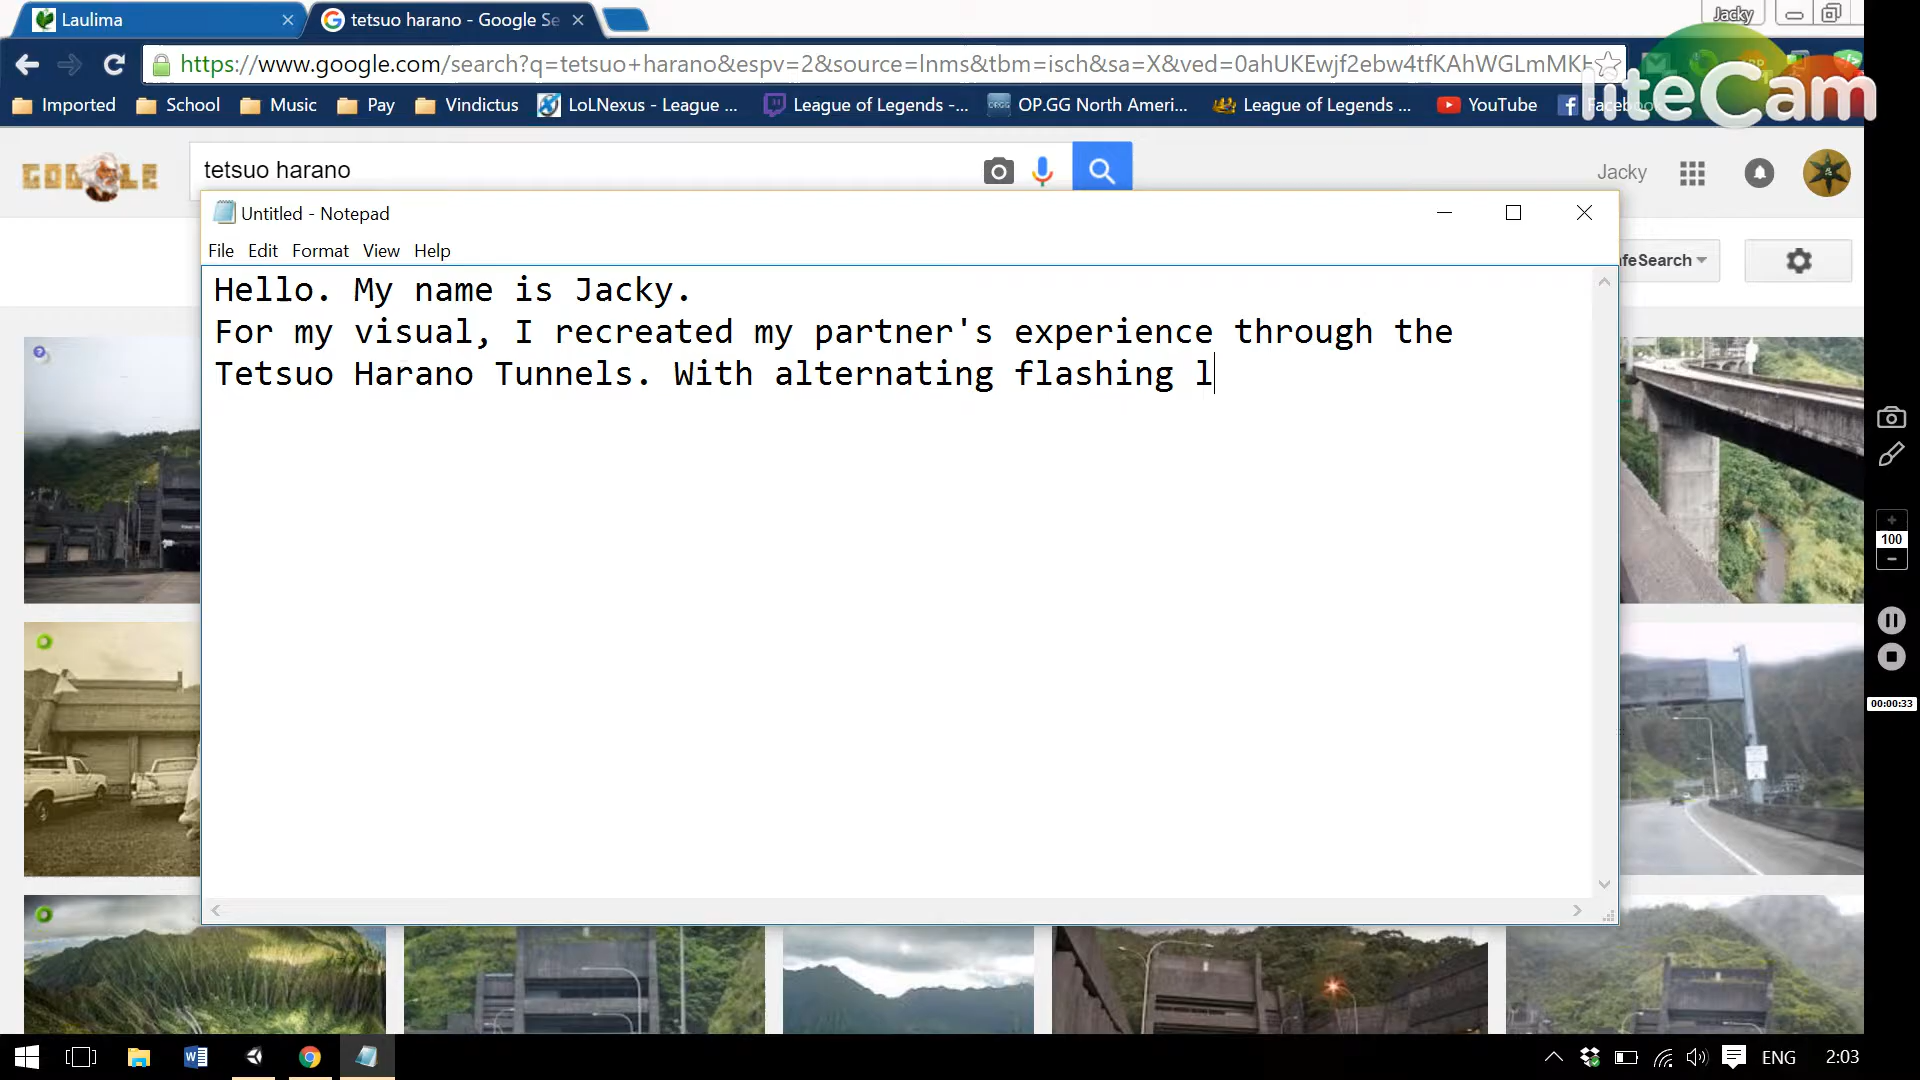 Laulima
tetsuo harano - Google Se
Jacky
https://www.google.com/search?q=tetsuo+harano&espv=2&source=lnms&tbm=isch&sa=X&ved=0ahUKEwjf2ebw4tfKAhWGLmMKH
liteCam
Imported School Music Pay Vindictus LoLNexus - League ... League of Legends -... OP.GG North Ameri... League of Legends ... YouTube Facebook
tetsuo harano
Jacky
Untitled - Notepad
File Edit Format View Help
afeSearch
Hello. My name is Jacky.
For my visual, I recreated my partner's experience through the
Tetsuo Harano Tunnels. With alternating flashing l
100
00:00:33
ENG 2:03